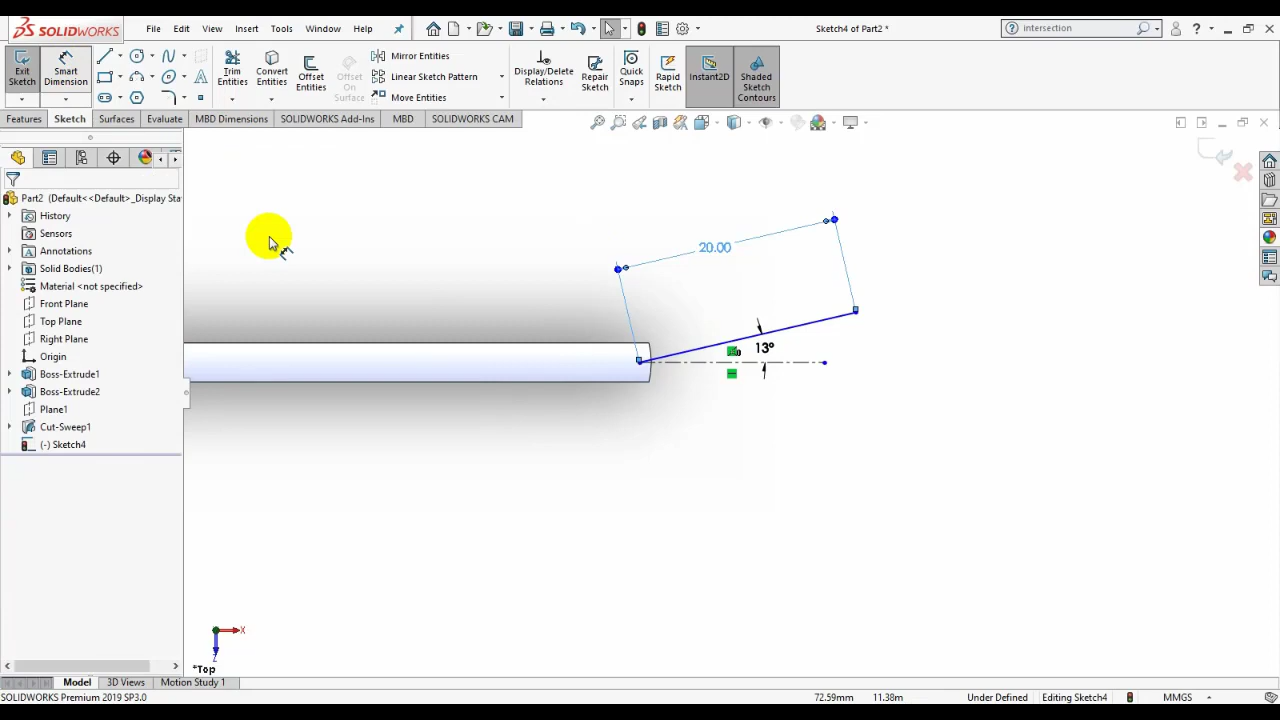 SOLIDWORKS File Edit View Insert Tools Window Help Sketch4 of Part2 * intersection
Exit Sketch Smart Dimension Trim Entities Convert Entities Offset Entities Offset On Surface Mirror Entities Linear Sketch Pattern Move Entities Display/Delete Relations Repair Sketch Quick Snaps Rapid Sketch Instant2D Shaded Sketch Contours
Features Sketch Surfaces Evaluate MBD Dimensions SOLIDWORKS Add-Ins MBD SOLIDWORKS CAM
Part2 (Default<<Default>_Display Sta
History
Sensors
Annotations
Solid Bodies(1)
Material <not specified>
Front Plane
Top Plane
Right Plane
Origin
Boss-Extrude1
Boss-Extrude2
Plane1
Cut-Sweep1
(-) Sketch4
20.00
13°
X
Z
*Top
Model 3D Views Motion Study 1
SOLIDWORKS Premium 2019 SP3.0 72.59mm 11.38m Under Defined Editing Sketch4 MMGS